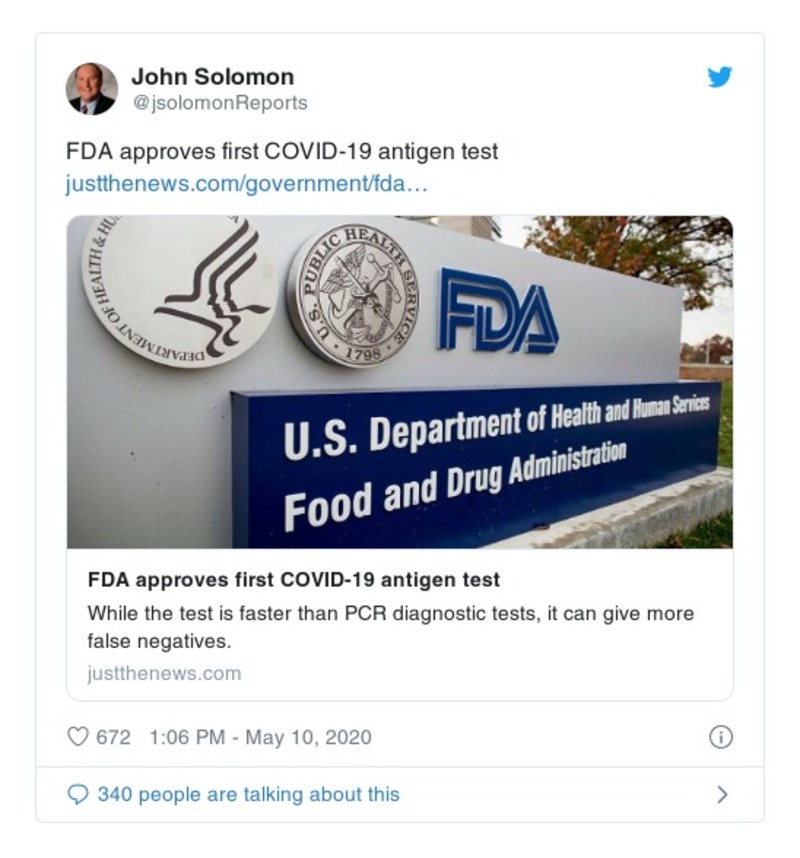 John Solomon
@jsolomonReports
FDA approves first COVID-19 antigen test
justthenews.com/government/fda…
DEPARTMENT OF HEALTH & HU
A
U.S. PUBLIC HEALTH SERVICE
1798
FDA
U.S. Department of Health and Human Services
Food and Drug Administration
FDA approves first COVID-19 antigen test
While the test is faster than PCR diagnostic tests, it can give more
false negatives.
justthenews.com
672 1:06 PM - May 10, 2020
340 people are talking about this